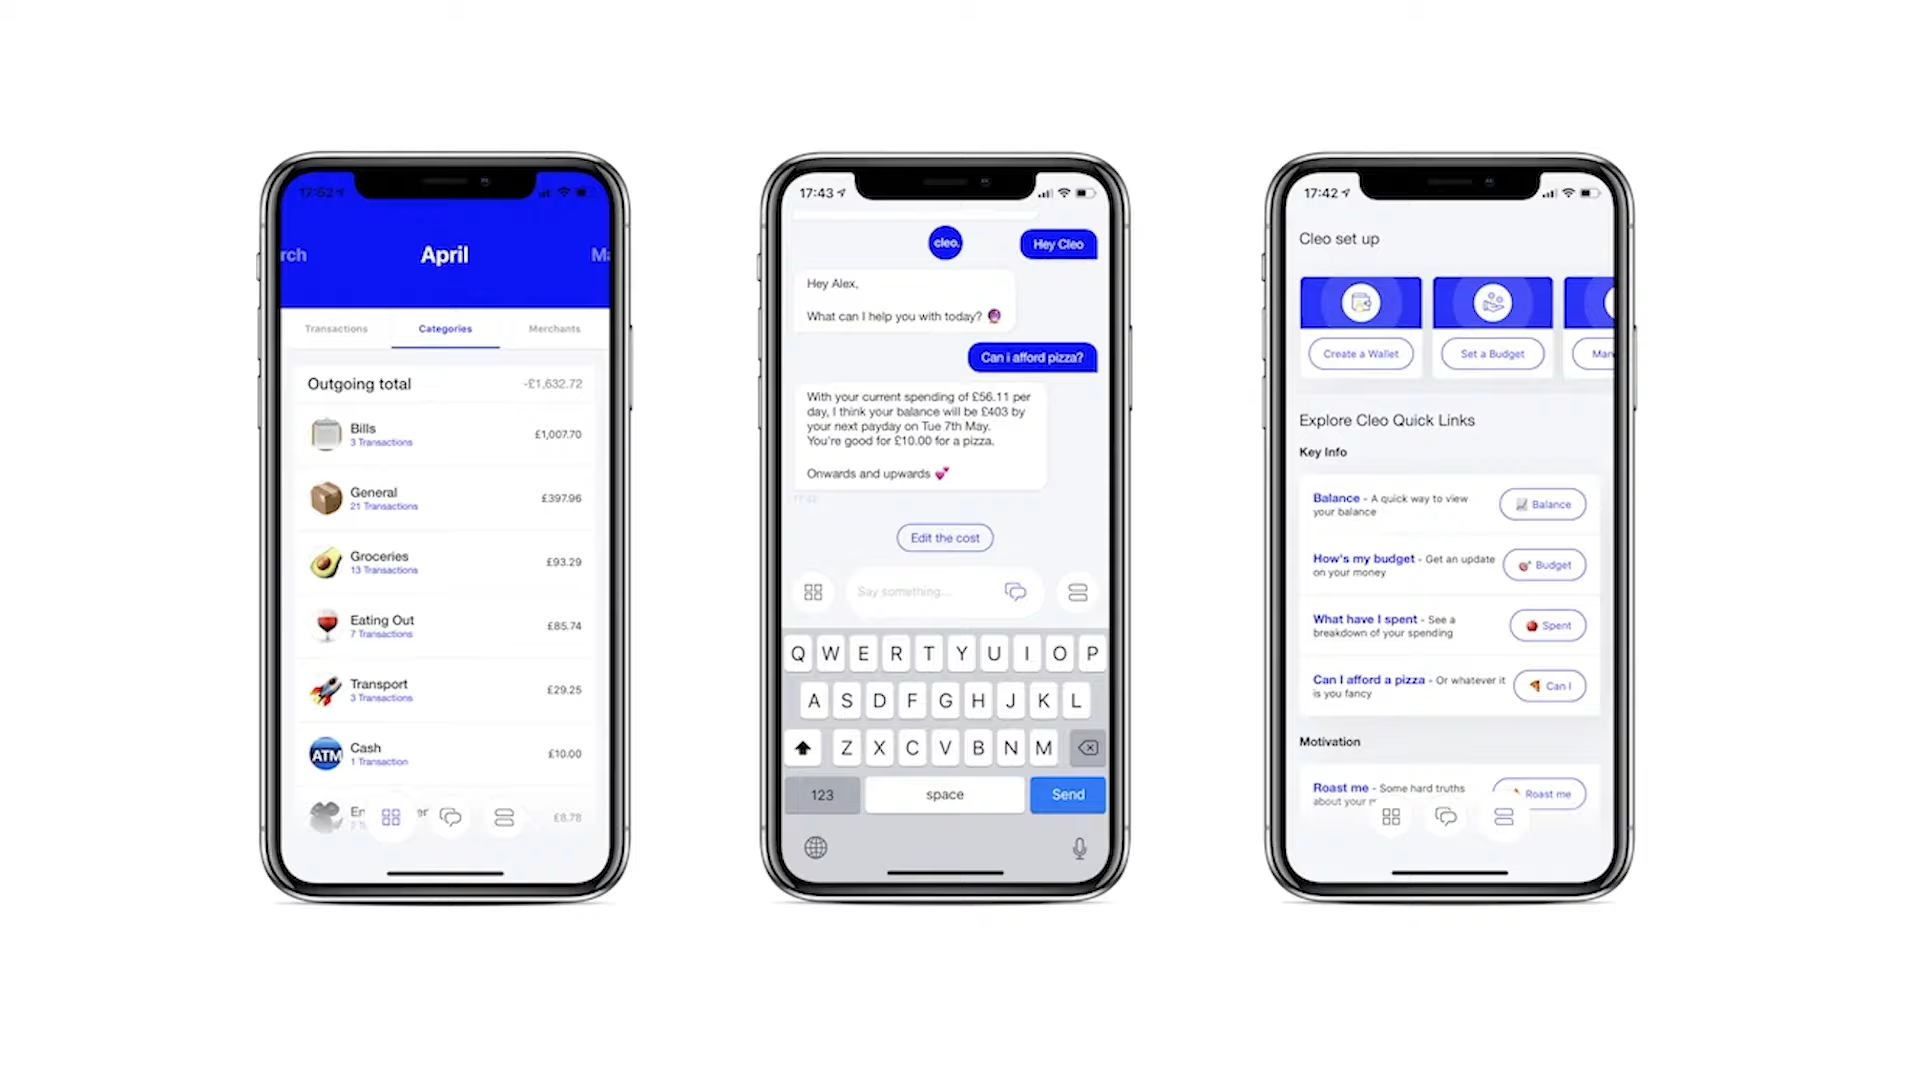 17:52
rch
April
Ma
Transactions
Categories
Merchants
Outgoing total
-£1,632.72
Bills
3 Transactions
£1,007.70
General
21 Transactions
£397.96
Groceries
13 Transactions
£93.29
Eating Out
7 Transactions
£85.74
Transport
3 Transactions
£29.25
ATM
Cash
1 Transaction
£10.00
En
er
£8.78
17:43
cleo.
Hey Cleo
Hey Alex,
What can I help you with today?
Can i afford pizza?
With your current spending of £56.11 per
day, I think your balance will be £403 by
your next payday on Tue 7th May.
You're good for £10.00 for a pizza.
Onwards and upwards 💕
Edit the cost
Say something...
Q W E R T Y U I O P
A S D F G H J K L
Z X C V B N M
123
space
Send
17:42
Cleo set up
Create a Wallet
Set a Budget
Man
Explore Cleo Quick Links
Key Info
Balance - A quick way to view
your balance
Balance
How's my budget - Get an update
on your money
Budget
What have I spent - See a
breakdown of your spending
Spent
Can I afford a pizza - Or whatever it
is you fancy
Can I
Motivation
Roast me - Some hard truths
about your
Roast me